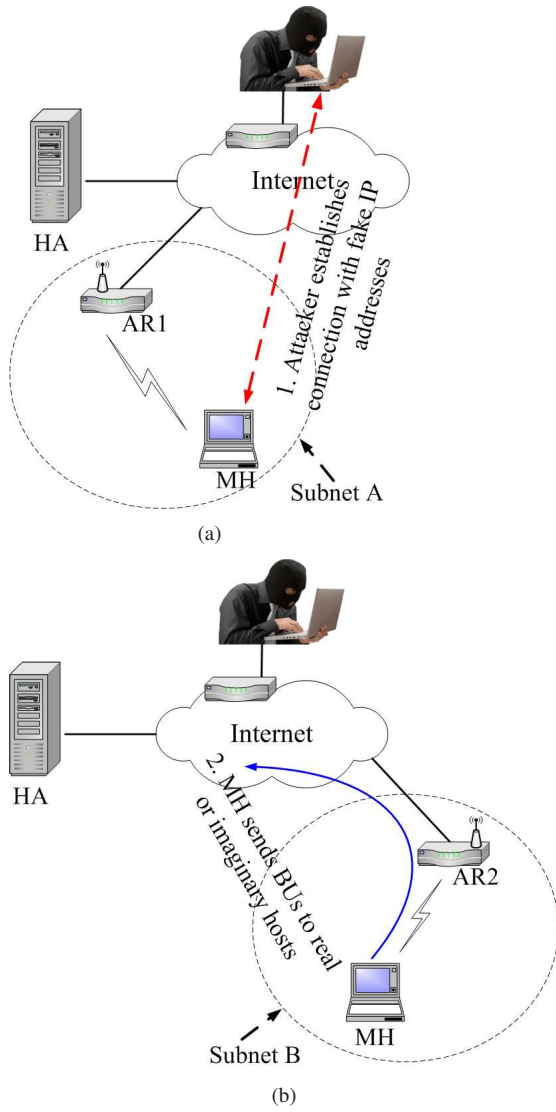 Internet
HA
AR1
1. Attacker establishes
connection with fake IP
addresses
MH
Subnet A
(a)
Internet
HA
2. MH sends BUs to real
or imaginary hosts
AR2
MH
Subnet B
(b)